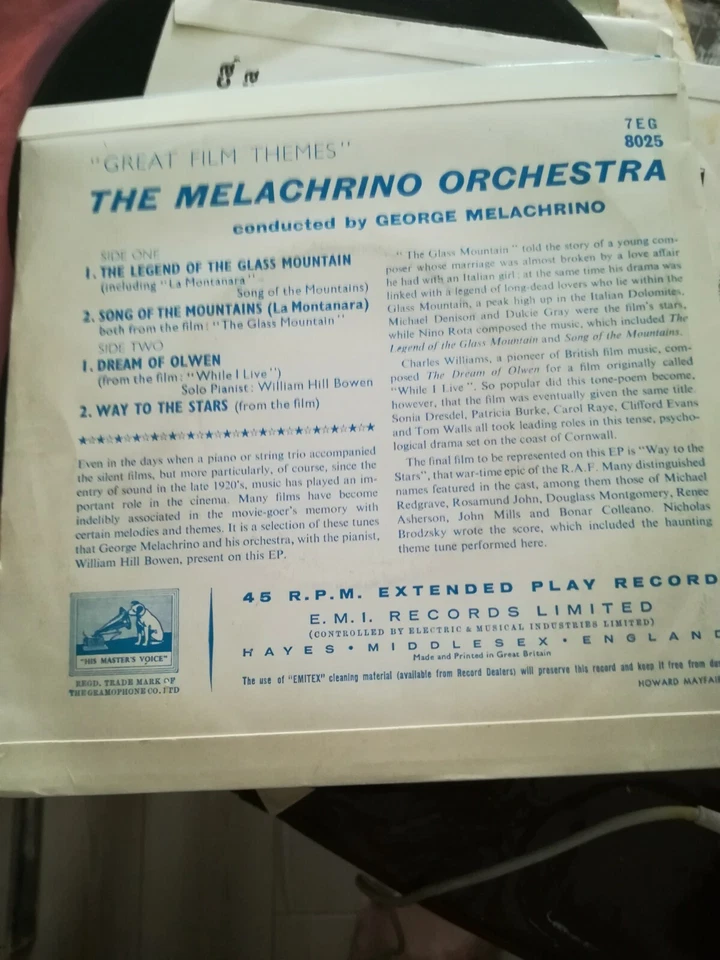 7EG
8025
"GREAT FILM THEMES"
THE MELACHRINO ORCHESTRA
conducted by GEORGE MELACHRINO
SIDE ONE
1. THE LEGEND OF THE GLASS MOUNTAIN
(including "La Montanara"
Song of the Mountains)
2. SONG OF THE MOUNTAINS (La Montanara)
both from the film: "The Glass Mountain"
SIDE TWO
1. DREAM OF OLWEN
(from the film: "While I Live")
Solo Pianist: William Hill Bowen
2. WAY TO THE STARS (from the film)
Even in the days when a piano or string trio accompanied
the silent films, but more particularly, of course, since the
entry of sound in the late 1920's, music has played an im-
portant role in the cinema. Many films have become
indelibly associated in the movie-goer's memory with
certain melodies and themes. It is a selection of these tunes
that George Melachrino and his orchestra, with the pianist,
William Hill Bowen, present on this EP.
"The Glass Mountain" told the story of a young com-
poser whose marriage was almost broken by a love affair
he had with an Italian girl: at the same time his drama was
linked with a legend of long-dead lovers who lie within the
Glass Mountain, a peak high up in the Italian Dolomites.
Michael Denison and Dulcie Gray were the film's stars,
while Nino Rota composed the music, which included The
Legend of the Glass Mountain and Song of the Mountains.
Charles Williams, a pioneer of British film music, com-
posed The Dream of Olwen for a film originally called
"While I Live". So popular did this tone-poem become,
however, that the film was eventually given the same title.
Sonia Dresdel, Patricia Burke, Carol Raye, Clifford Evans
and Tom Walls all took leading roles in this tense, psycho-
logical drama set on the coast of Cornwall.
The final film to be represented on this EP is "Way to the
Stars", that war-time epic of the R.A.F. Many distinguished
names featured in the cast, among them those of Michael
Redgrave, Rosamund John, Douglass Montgomery, Renee
Asherson, John Mills and Bonar Colleano. Nicholas
Brodzsky wrote the score, which included the haunting
theme tune performed here.
"HIS MASTER'S VOICE"
REGD. TRADE MARK OF
THE GRAMOPHONE CO. LTD
45 R.P.M. EXTENDED PLAY RECORD
E.M.I. RECORDS LIMITED
(CONTROLLED BY ELECTRIC & MUSICAL INDUSTRIES LIMITED)
HAYES • MIDDLESEX • ENGLAND
Made and Printed in Great Britain
The use of "EMITEX" cleaning material (available from Record Dealers) will preserve this record and keep it free from
HOWARD MAYFAIR